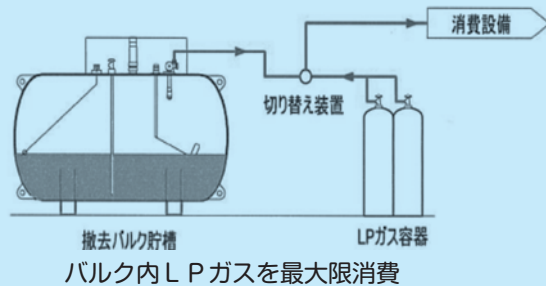 消費設備
切り替え装置
撤去バルク貯槽
LPガス容器
バルク内ＬＰガスを最大限消費